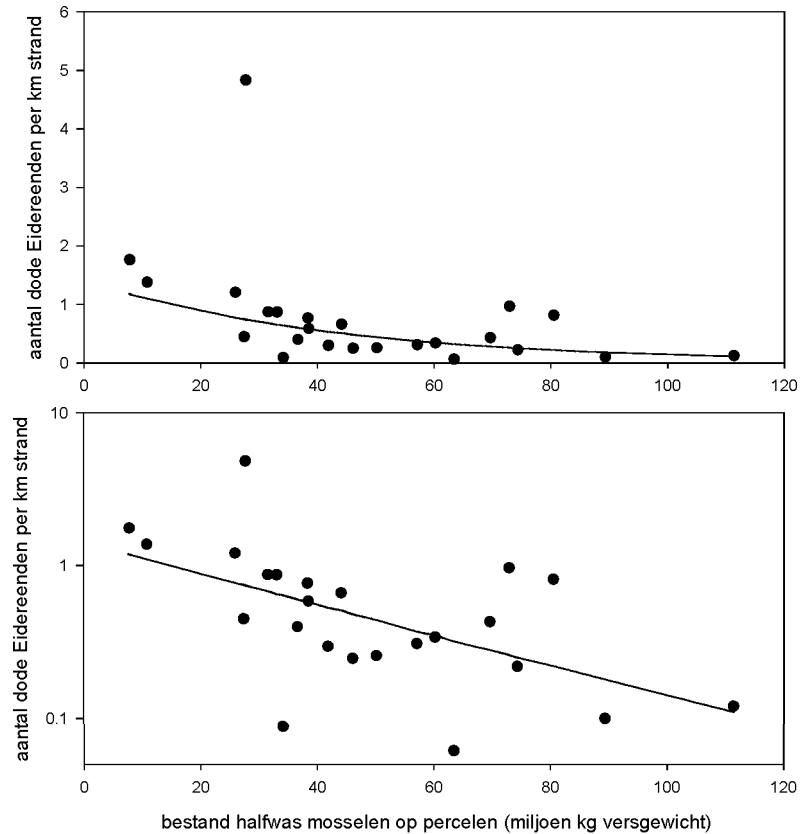 aantal dode Eidereenden per km strand
6
5
4
3
2
1
0
0 20 40 60 80 100 120
aantal dode Eidereenden per km strand
10
1
0.1
0 20 40 60 80 100 120
bestand halfwas mosselen op percelen (miljoen kg versgewicht)